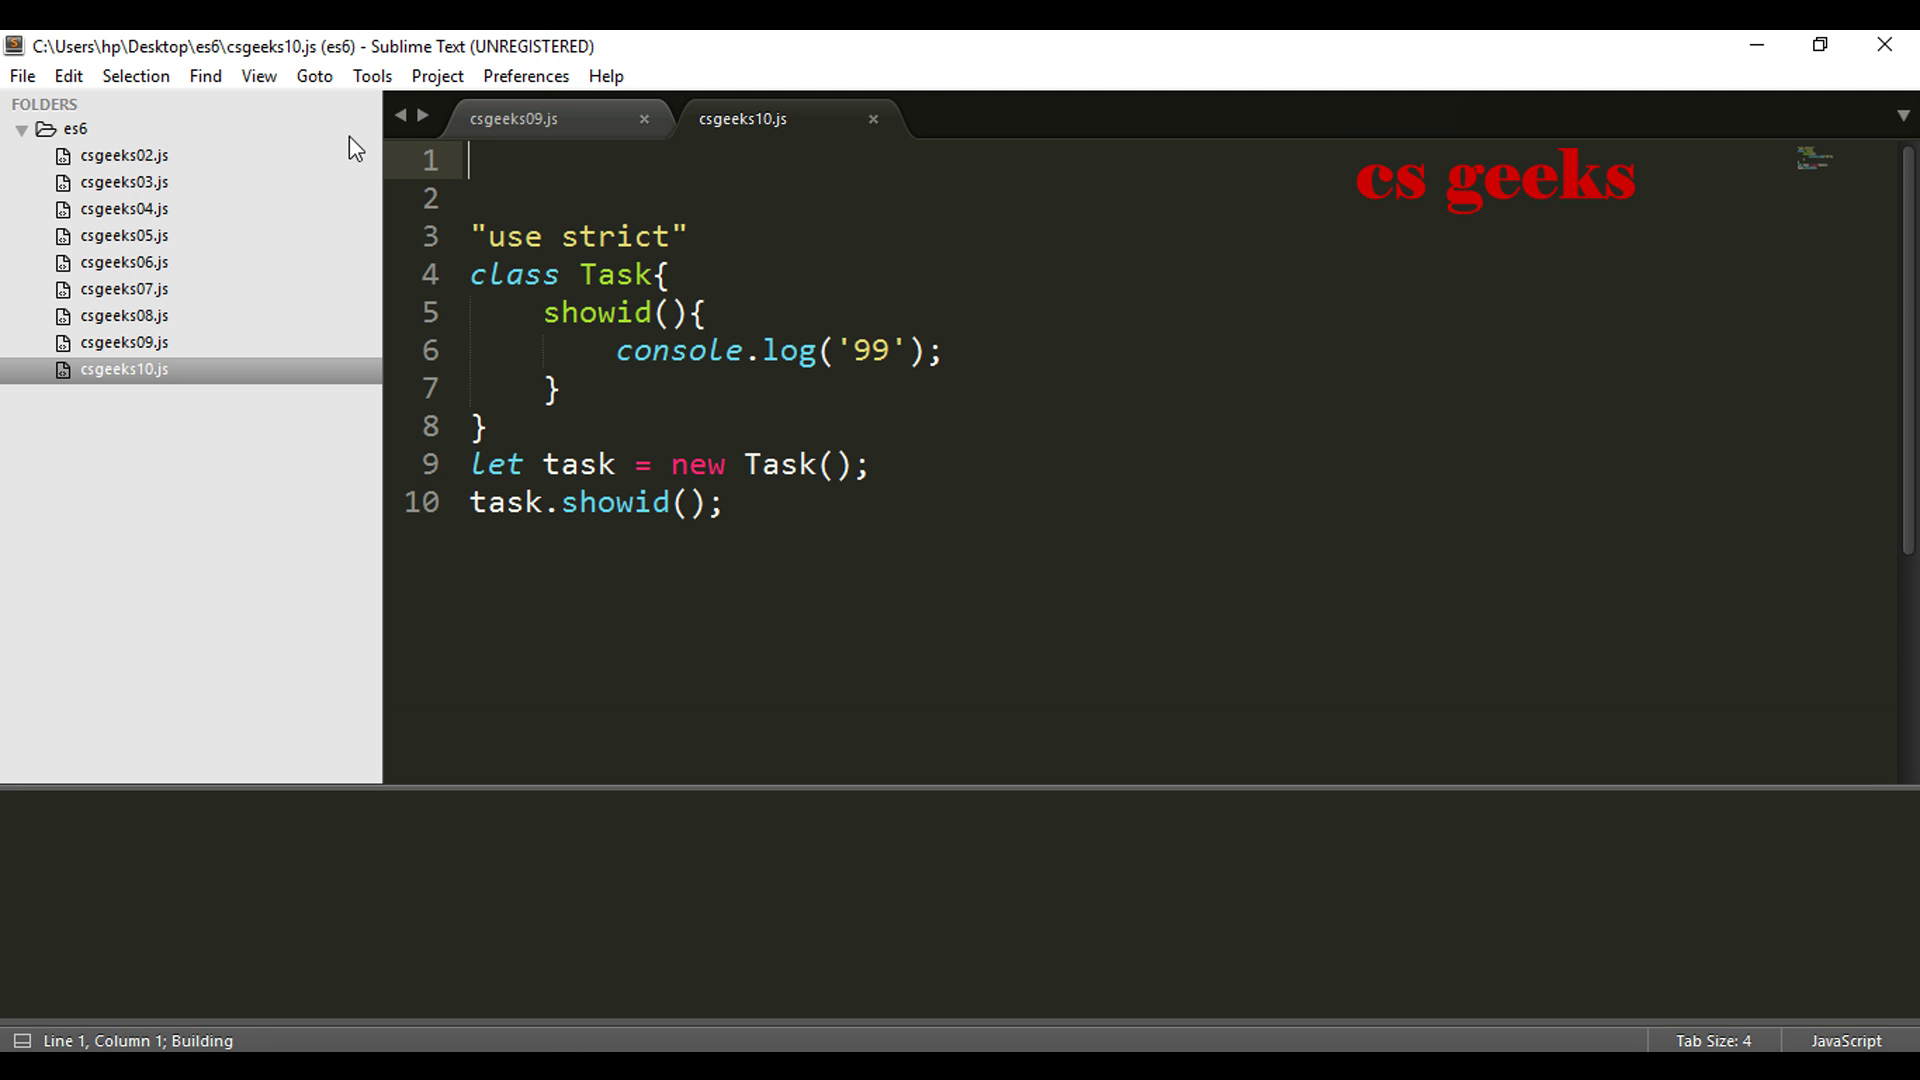 C:\Users\hp\Desktop\es6\csgeeks10.js (es6) - Sublime Text (UNREGISTERED)
File Edit Selection Find View Goto Tools Project Preferences Help
FOLDERS
es6
csgeeks02.js
csgeeks03.js
csgeeks04.js
csgeeks05.js
csgeeks06.js
csgeeks07.js
csgeeks08.js
csgeeks09.js
csgeeks10.js
csgeeks09.js × csgeeks10.js ×
cs geeks
1
2
3 "use strict"
4 class Task{
5     showid(){
6         console.log('99');
7     }
8 }
9 let task = new Task();
10 task.showid();
Line 1, Column 1; Building
Tab Size: 4
JavaScript